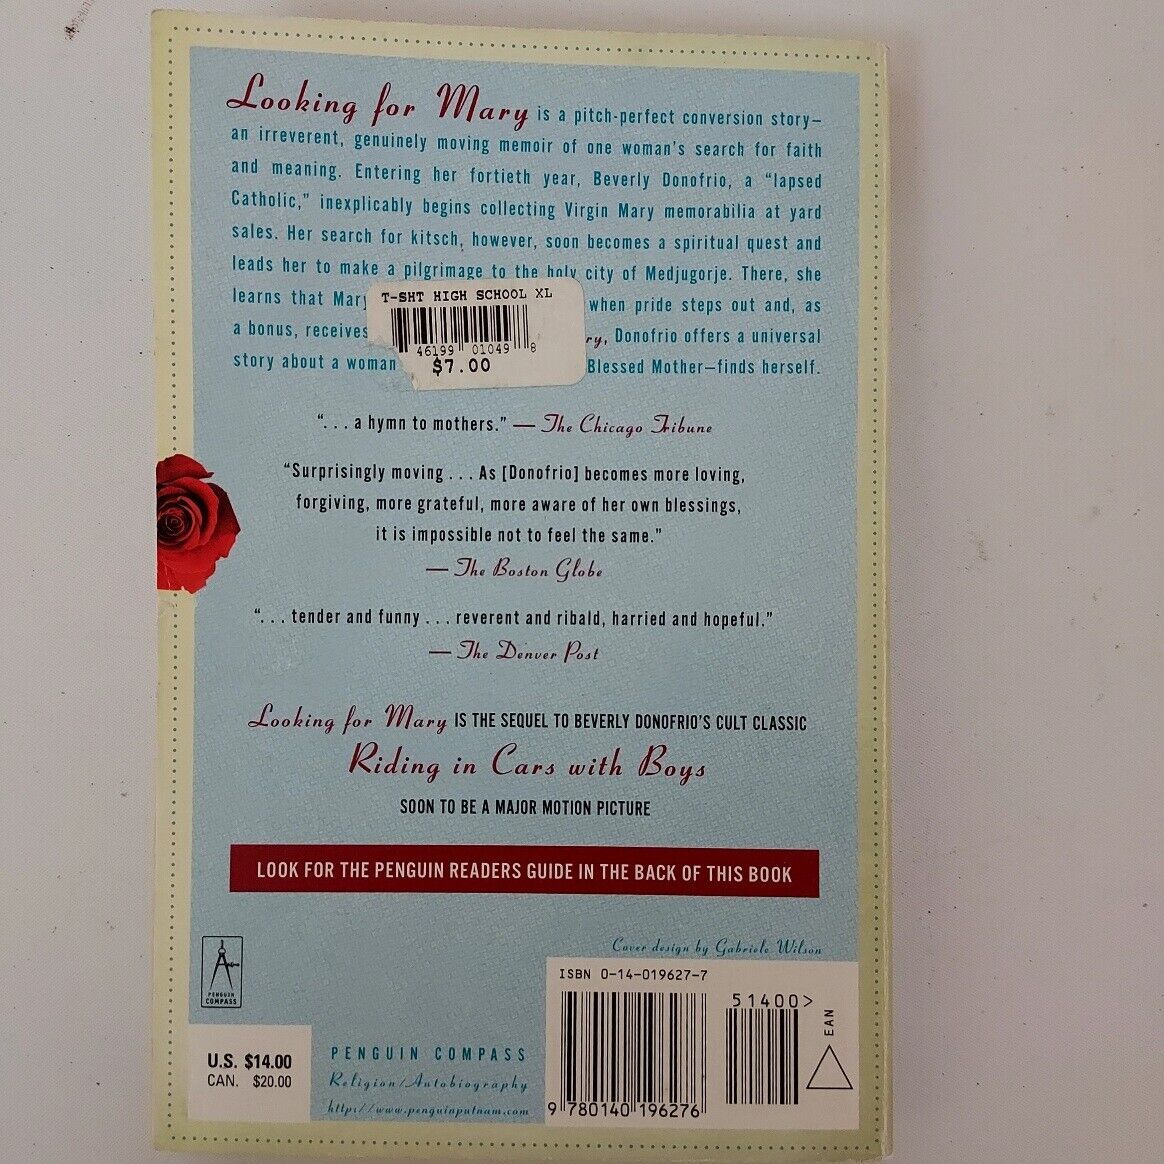 Looking for Mary is a pitch-perfect conversion story—
an irreverent, genuinely moving memoir of one woman's search for faith
and meaning. Entering her fortieth year, Beverly Donofrio, a "lapsed
Catholic," inexplicably begins collecting Virgin Mary memorabilia at yard
sales. Her search for kitsch, however, soon becomes a spiritual quest and
leads her to make a pilgrimage to the holy city of Medjugorje. There, she
learns that Mary when pride steps out and, as
a bonus, receives Donofrio offers a universal
story about a woman Blessed Mother—finds herself.
T-SHT HIGH SCHOOL XL
46199 01049 8
$7.00
". . . a hymn to mothers." — The Chicago Tribune
"Surprisingly moving . . . As [Donofrio] becomes more loving,
forgiving, more grateful, more aware of her own blessings,
it is impossible not to feel the same."
— The Boston Globe
". . . tender and funny . . . reverent and ribald, harried and hopeful."
— The Denver Post
Looking for Mary IS THE SEQUEL TO BEVERLY DONOFRIO'S CULT CLASSIC
Riding in Cars with Boys
SOON TO BE A MAJOR MOTION PICTURE
LOOK FOR THE PENGUIN READERS GUIDE IN THE BACK OF THIS BOOK
Cover design by Gabriele Wilson
PENGUIN
COMPASS
U.S. $14.00
CAN. $20.00
PENGUIN COMPASS
Religion/Autobiography
http://www.penguinputnam.com
ISBN 0-14-019627-7
51400>
EAN
9 780140 196276